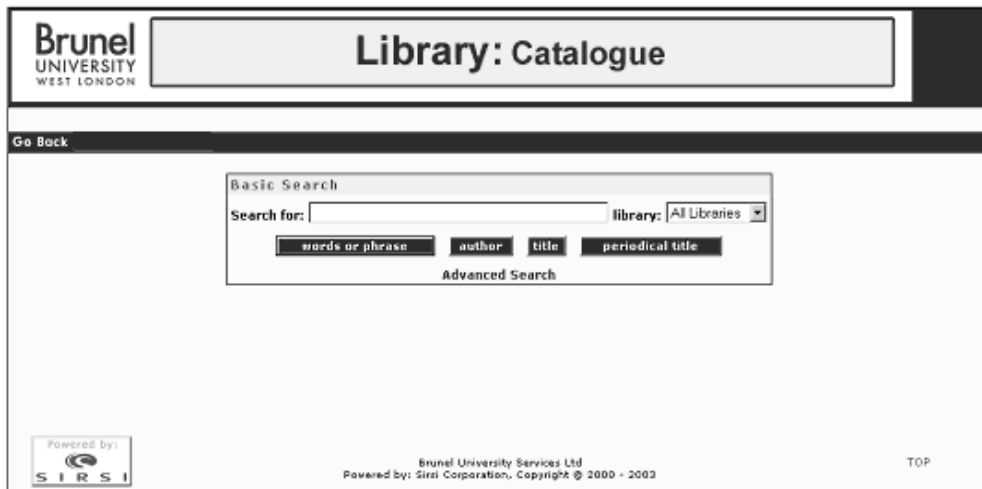 Brunel
UNIVERSITY
WEST LONDON
Library: Catalogue
Go Back
Basic Search
Search for: library: All Libraries
words or phrase author title periodical title
Advanced Search
Powered by:
SIRSI
Brunel University Services Ltd
Powered by: Sirsi Corporation, Copyright © 2000 - 2003
TOP